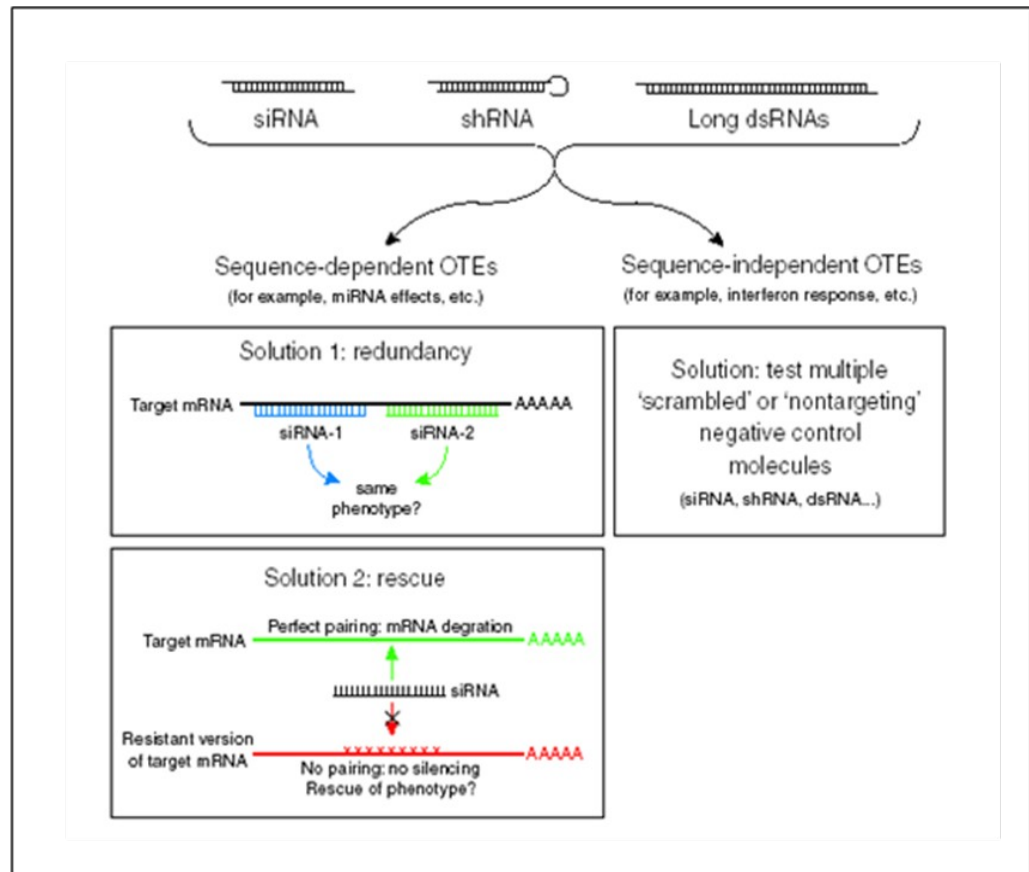 siRNA
shRNA
Long dsRNAs
Sequence-dependent OTEs
(for example, miRNA effects, etc.)
Sequence-independent OTEs
(for example, interferon response, etc.)
Solution 1: redundancy
Target mRNA
AAAAA
siRNA-1
siRNA-2
same
phenotype?
Solution: test multiple
‘scrambled’ or ‘nontargeting’
negative control
molecules
(siRNA, shRNA, dsRNA...)
Solution 2: rescue
Perfect pairing: mRNA degration
Target mRNA
AAAAA
siRNA
Resistant version
of target mRNA
xxxxxxxxx
AAAAA
No pairing: no silencing
Rescue of phenotype?